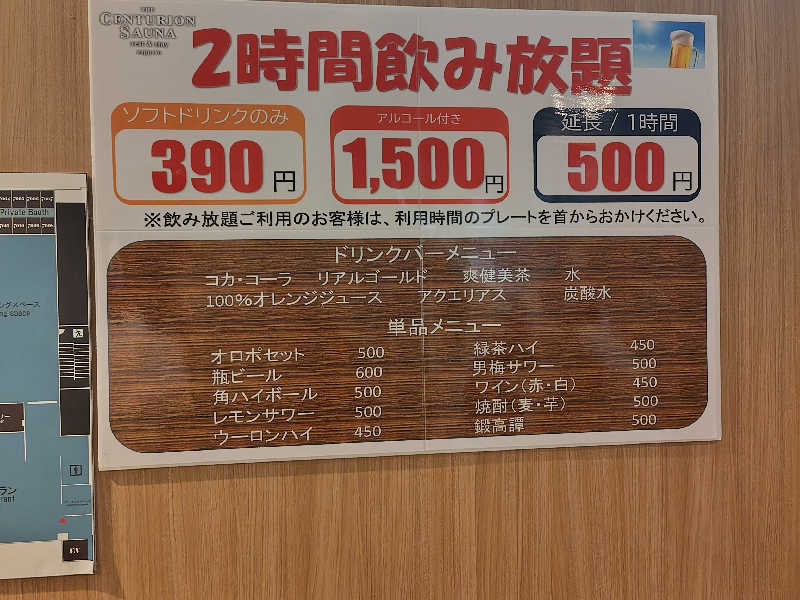 THE
CENTURION
SAUNA
rest & stay
sapporo
2時間飲み放題
ソフトドリンクのみ
390円
アルコール付き
1,500円
延長 / 1時間
500円
※飲み放題ご利用のお客様は、利用時間のプレートを首からおかけください。
ドリンクバーメニュー
コカ・コーラ リアルゴールド 爽健美茶 水
100%オレンジジュース アクエリアス 炭酸水
単品メニュー
オロポセット 500
瓶ビール 600
角ハイボール 500
レモンサワー 500
ウーロンハイ 450
緑茶ハイ 450
男梅サワー 500
ワイン(赤・白) 450
焼酎(麦・芋) 500
鍛高譚 500
Private Booth
EV